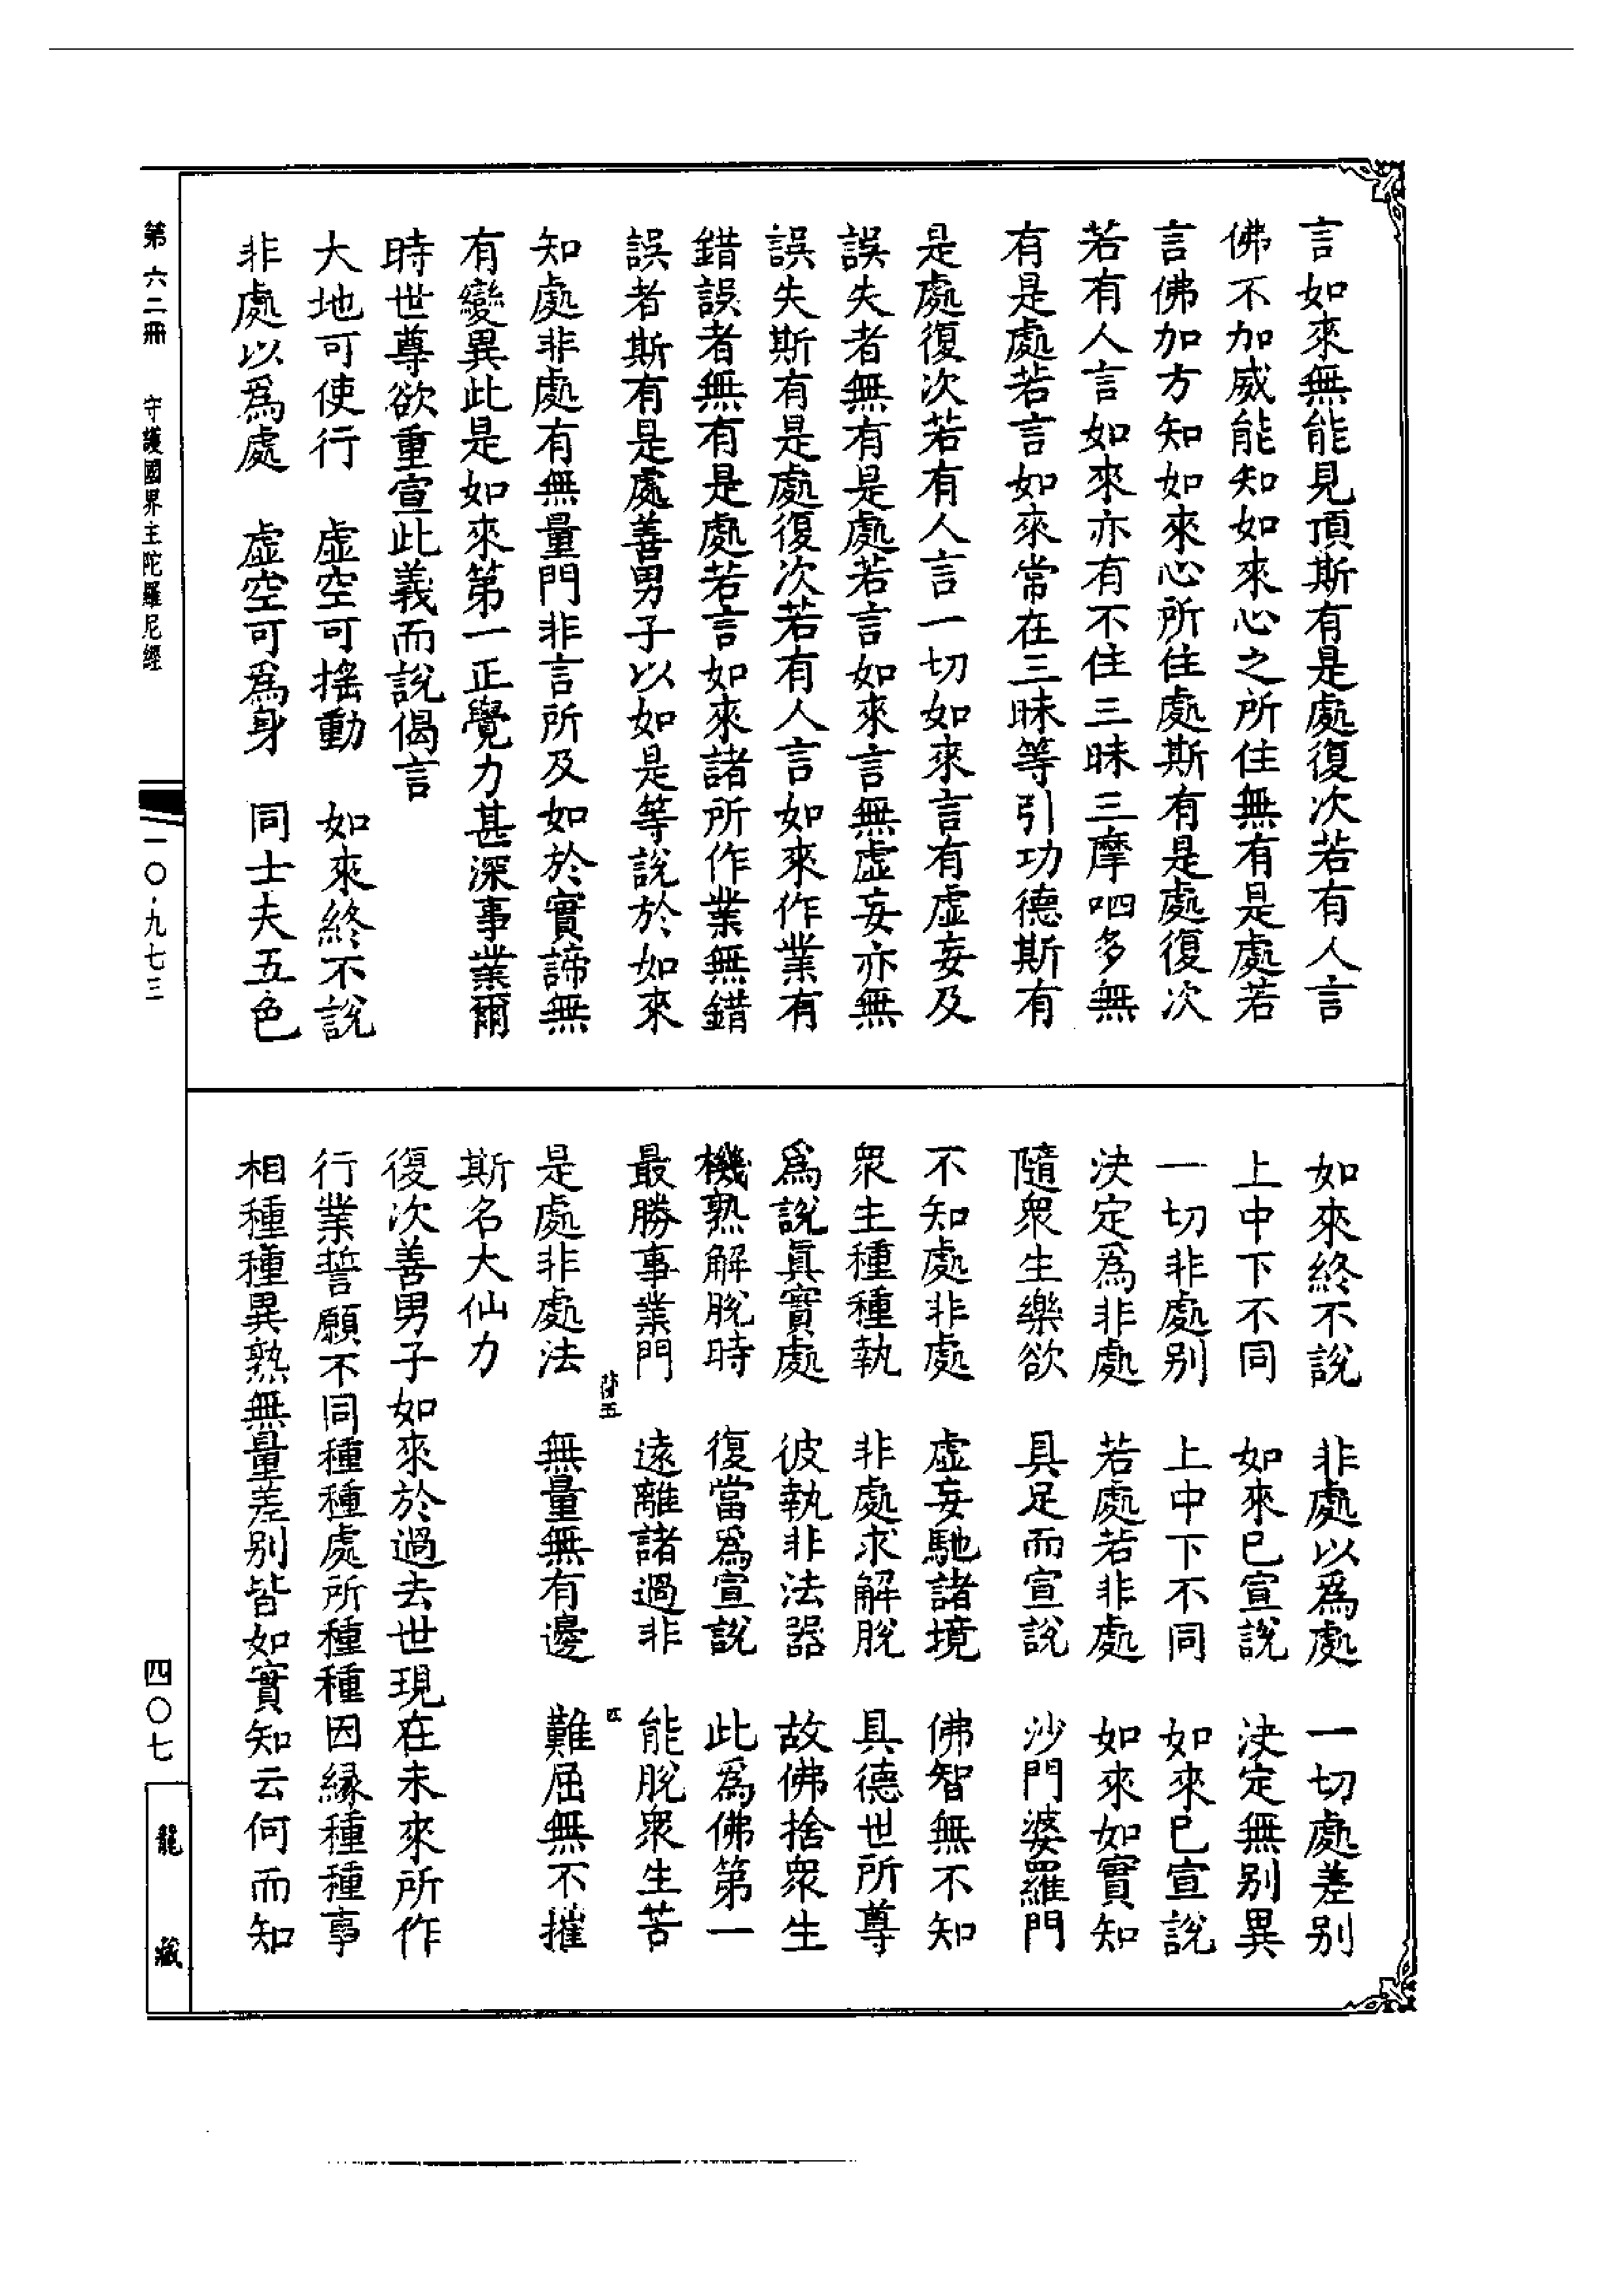 言如來無能見頂斯有是處復次若有人言
佛不加威能知如來心之所住無有是處若
言佛加方知如來心所住處斯有是處復次
若有人言如來亦有不住三昧三摩呬多無
有是處若言如來常在三昧等引功德斯有
是處復次若有人言一切如來言有虛妄及
誤失者無有是處若言如來言無虛妄亦無
誤失斯有是處復次若有人言如來作業有
錯誤者無有是處若言如來諸所作業無錯
誤者斯有是處善男子以如是等說於如來
知處非處有無量門非言所及如於實諦無
有變異此是如來第一正覺力甚深事業爾
時世尊欲重宣此義而說偈言
大地可使行　虛空可搖動　如來終不說
非處以為處　虛空可為身　同士夫五色
如來終不說　非處以為處　一切處差別
上中下不同　如來已宣說　決定無別異
一切非處別　上中下不同　如來已宣說
決定為非處　若處若非處　如來如實知
隨眾生樂欲　具足而宣說　沙門婆羅門
不知處非處　虛妄馳諸境　佛智無不知
眾生種種執　非處求解脫　具德世所尊
為說真實處　彼執非法器　故佛捨眾生
機熟解脫時　復當為宣說　此為佛第一
最勝事業門　遠離諸過非　能脫眾生苦
是處非處法　無量無有邊　難屈無不摧
斯名大仙力
復次善男子如來於過去世現在未來所作
行業誓願不同種種處所種種因緣種種事
相種種異熟無量差別皆如實知云何而知
第六二冊　守護國界主陀羅尼經
一〇·九七三
四〇七
龍藏